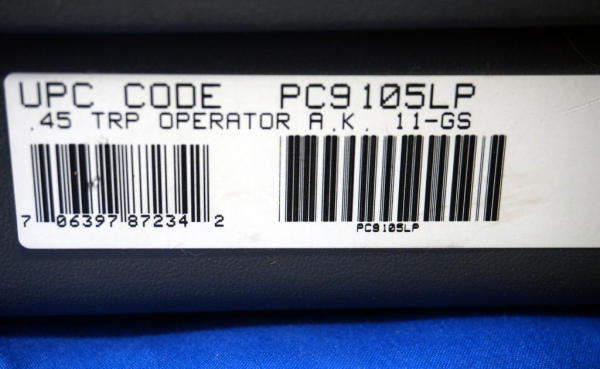 UPC CODE PC9105LP
.45 TRP OPERATOR A.K. 11-GS
7 06397 87234 2
PC9105LP